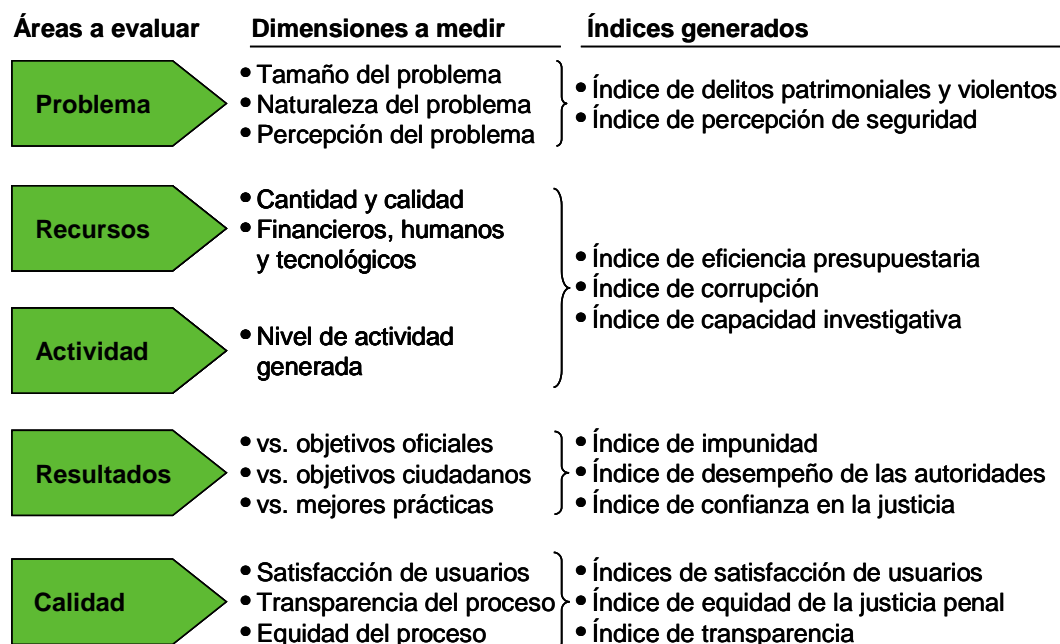 Áreas a evaluar
Dimensiones a medir
Índices generados
Problema
• Tamaño del problema
• Naturaleza del problema
• Percepción del problema
• Índice de delitos patrimoniales y violentos
• Índice de percepción de seguridad
Recursos
• Cantidad y calidad
• Financieros, humanos
y tecnológicos
Actividad
• Nivel de actividad
generada
• Índice de eficiencia presupuestaria
• Índice de corrupción
• Índice de capacidad investigativa
Resultados
• vs. objetivos oficiales
• vs. objetivos ciudadanos
• vs. mejores prácticas
• Índice de impunidad
• Índice de desempeño de las autoridades
• Índice de confianza en la justicia
Calidad
• Satisfacción de usuarios
• Transparencia del proceso
• Equidad del proceso
• Índices de satisfacción de usuarios
• Índice de equidad de la justicia penal
• Índice de transparencia